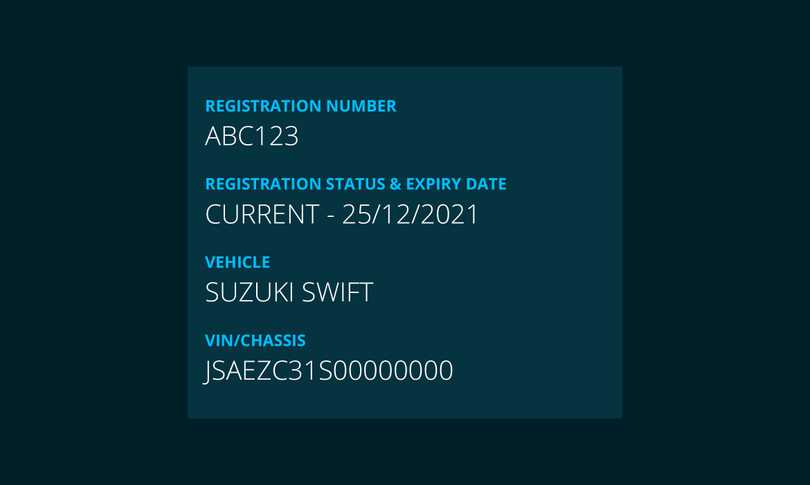 REGISTRATION NUMBER
ABC123
REGISTRATION STATUS & EXPIRY DATE
CURRENT - 25/12/2021
VEHICLE
SUZUKI SWIFT
VIN/CHASSIS
JSAEZC31S00000000